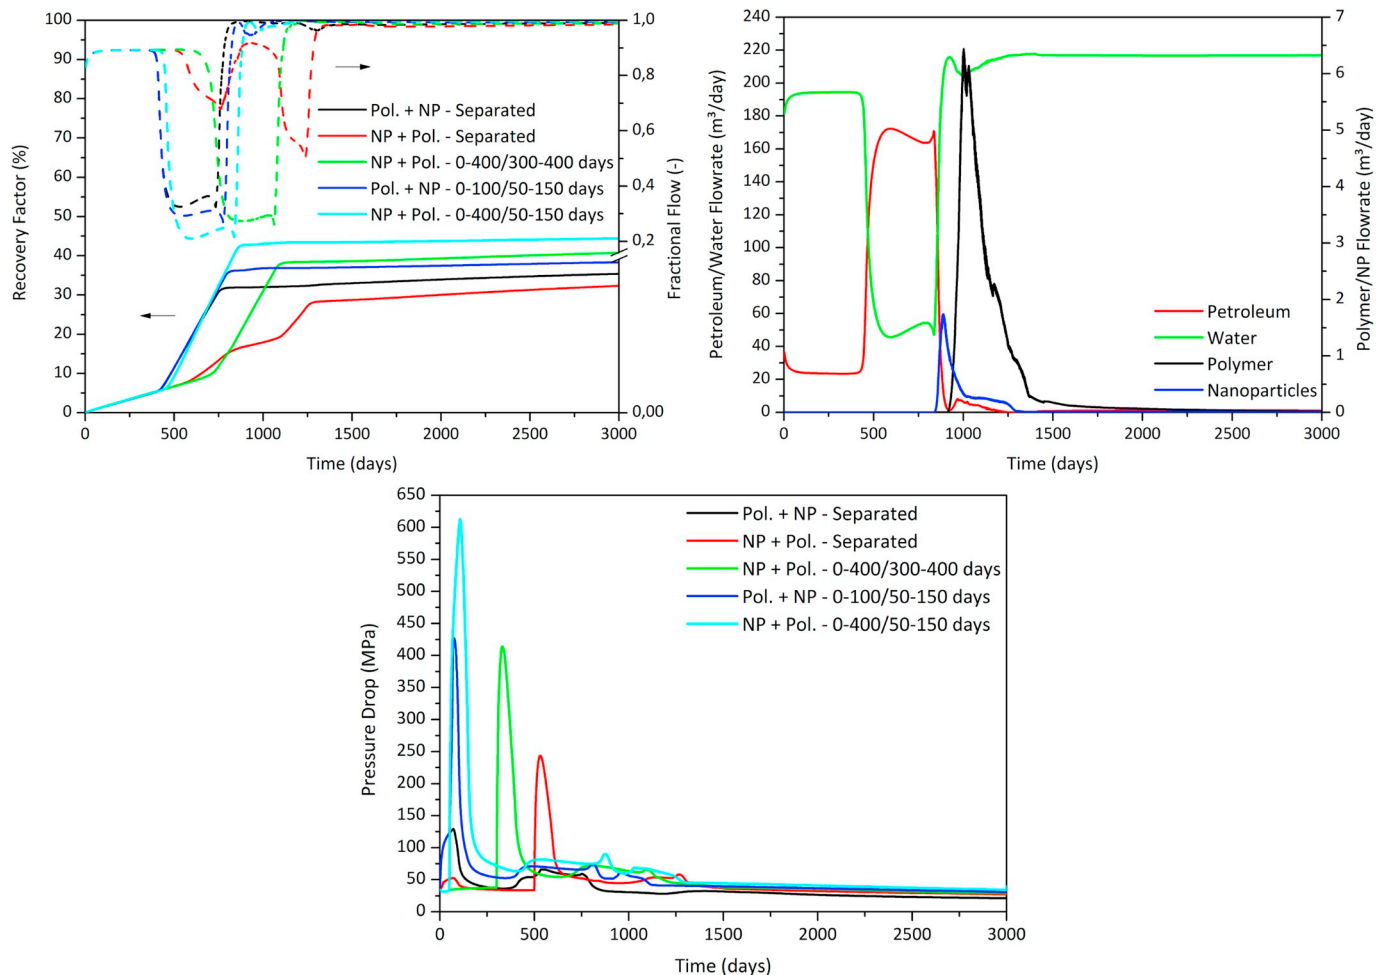 100
90
80
70
60
50
40
30
20
10
0
Recovery Factor (%)
1,0
0,8
0,6
0,4
0,2
0,00
Fractional Flow (-)
Pol. + NP - Separated
NP + Pol. - Separated
NP + Pol. - 0-400/300-400 days
Pol. + NP - 0-100/50-150 days
NP + Pol. - 0-400/50-150 days
0 500 1000 1500 2000 2500 3000
Time (days)
220
200
180
160
140
120
100
80
60
40
20
0
Petroleum/Water Flowrate (m³/day)
7
6
5
4
3
2
1
0
Polymer/NP Flowrate (m³/day)
Petroleum
Water
Polymer
Nanoparticles
0 500 1000 1500 2000 2500 3000
Time (days)
650
600
550
500
450
400
350
300
250
200
150
100
50
0
Pressure Drop (MPa)
Pol. + NP - Separated
NP + Pol. - Separated
NP + Pol. - 0-400/300-400 days
Pol. + NP - 0-100/50-150 days
NP + Pol. - 0-400/50-150 days
0 500 1000 1500 2000 2500 3000
Time (days)